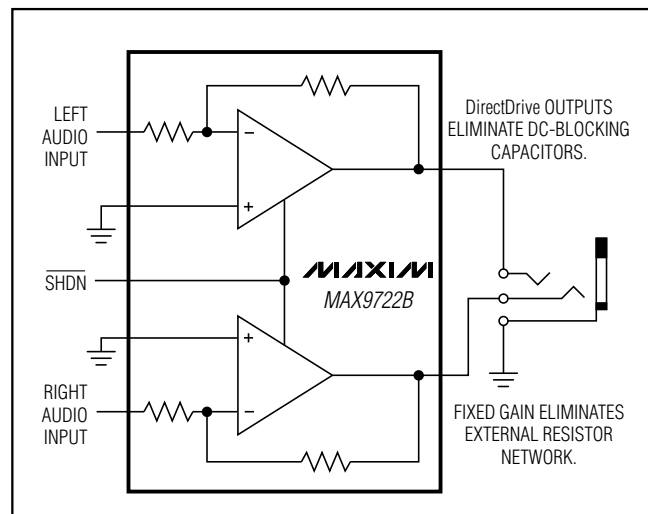 LEFT
AUDIO
INPUT
−
+
DirectDrive OUTPUTS
ELIMINATE DC-BLOCKING
CAPACITORS.
SHDN
MAXIM
MAX9722B
+
−
RIGHT
AUDIO
INPUT
FIXED GAIN ELIMINATES
EXTERNAL RESISTOR
NETWORK.